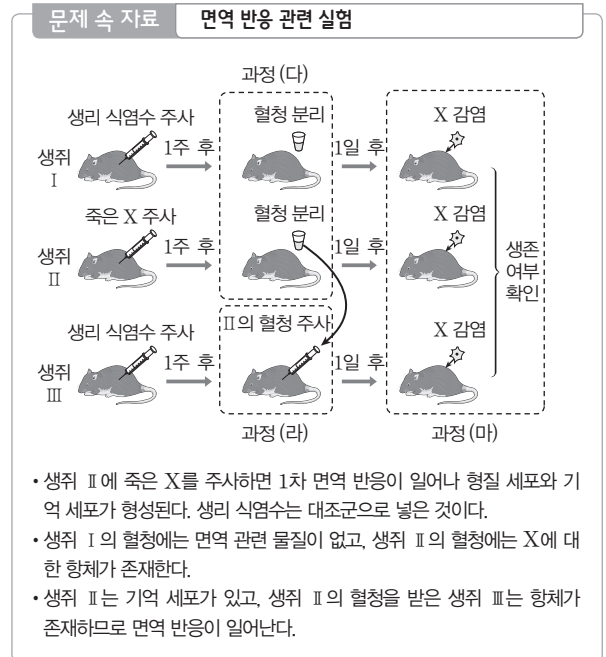 문제 속 자료 면역 반응 관련 실험
과정(다)
생리 식염수 주사 혈청 분리 X 감염
생쥐 Ⅰ 1주 후 1일 후
죽은 X 주사 혈청 분리 X 감염
생쥐 Ⅱ 1주 후 1일 후
생존 여부 확인
생리 식염수 주사 Ⅱ의 혈청 주사 X 감염
생쥐 Ⅲ 1주 후 1일 후
과정(라) 과정(마)
• 생쥐 Ⅱ에 죽은 X를 주사하면 1차 면역 반응이 일어나 형질 세포와 기
억 세포가 형성된다. 생리 식염수는 대조군으로 넣은 것이다.
• 생쥐 Ⅰ의 혈청에는 면역 관련 물질이 없고, 생쥐 Ⅱ의 혈청에는 X에 대
한 항체가 존재한다.
• 생쥐 Ⅱ는 기억 세포가 있고, 생쥐 Ⅱ의 혈청을 받은 생쥐 Ⅲ는 항체가
존재하므로 면역 반응이 일어난다.